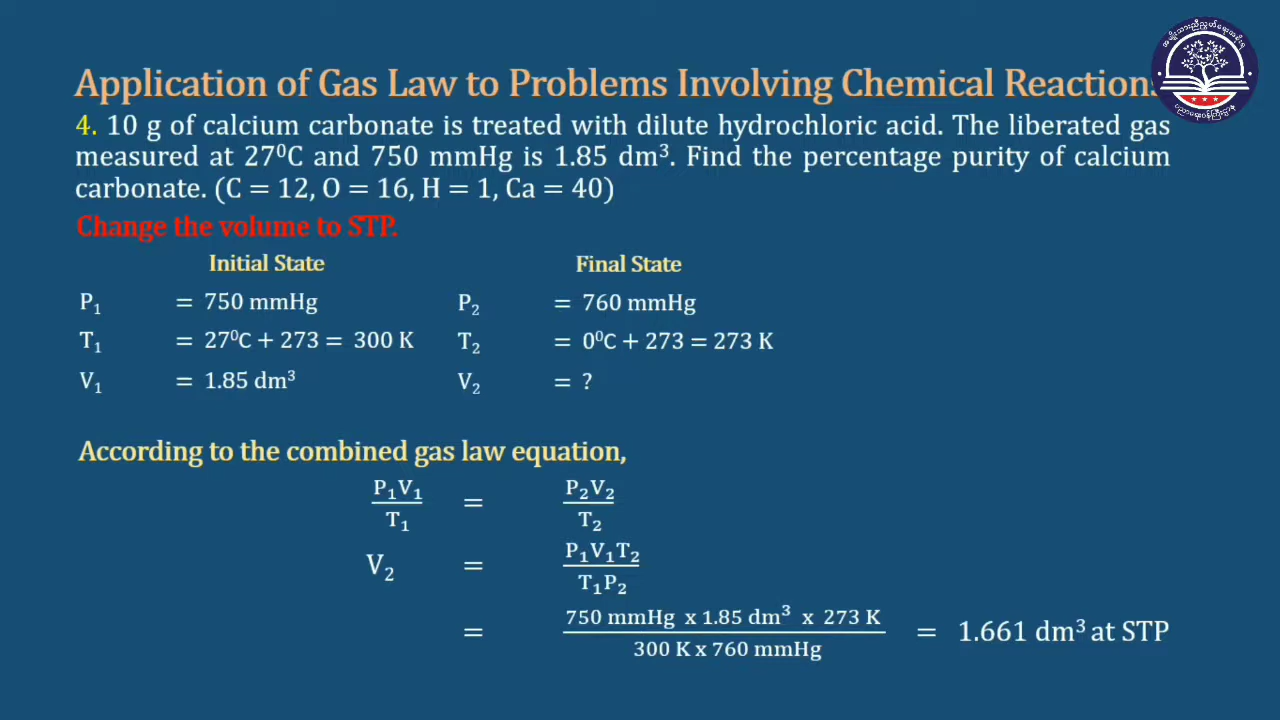 Application of Gas Law to Problems Involving Chemical Reactions
4. 10 g of calcium carbonate is treated with dilute hydrochloric acid. The liberated gas
measured at 27⁰C and 750 mmHg is 1.85 dm³. Find the percentage purity of calcium
carbonate. (C = 12, O = 16, H = 1, Ca = 40)
Change the volume to STP.
Initial State Final State
P₁ = 750 mmHg P₂ = 760 mmHg
T₁ = 27⁰C + 273 = 300 K T₂ = 0⁰C + 273 = 273 K
V₁ = 1.85 dm³ V₂ = ?
According to the combined gas law equation,
P₁V₁ P₂V₂
= 
T₁ T₂
P₁V₁T₂
V₂ =
T₁P₂
750 mmHg x 1.85 dm³ x 273 K
= = 1.661 dm³ at STP
300 K x 760 mmHg